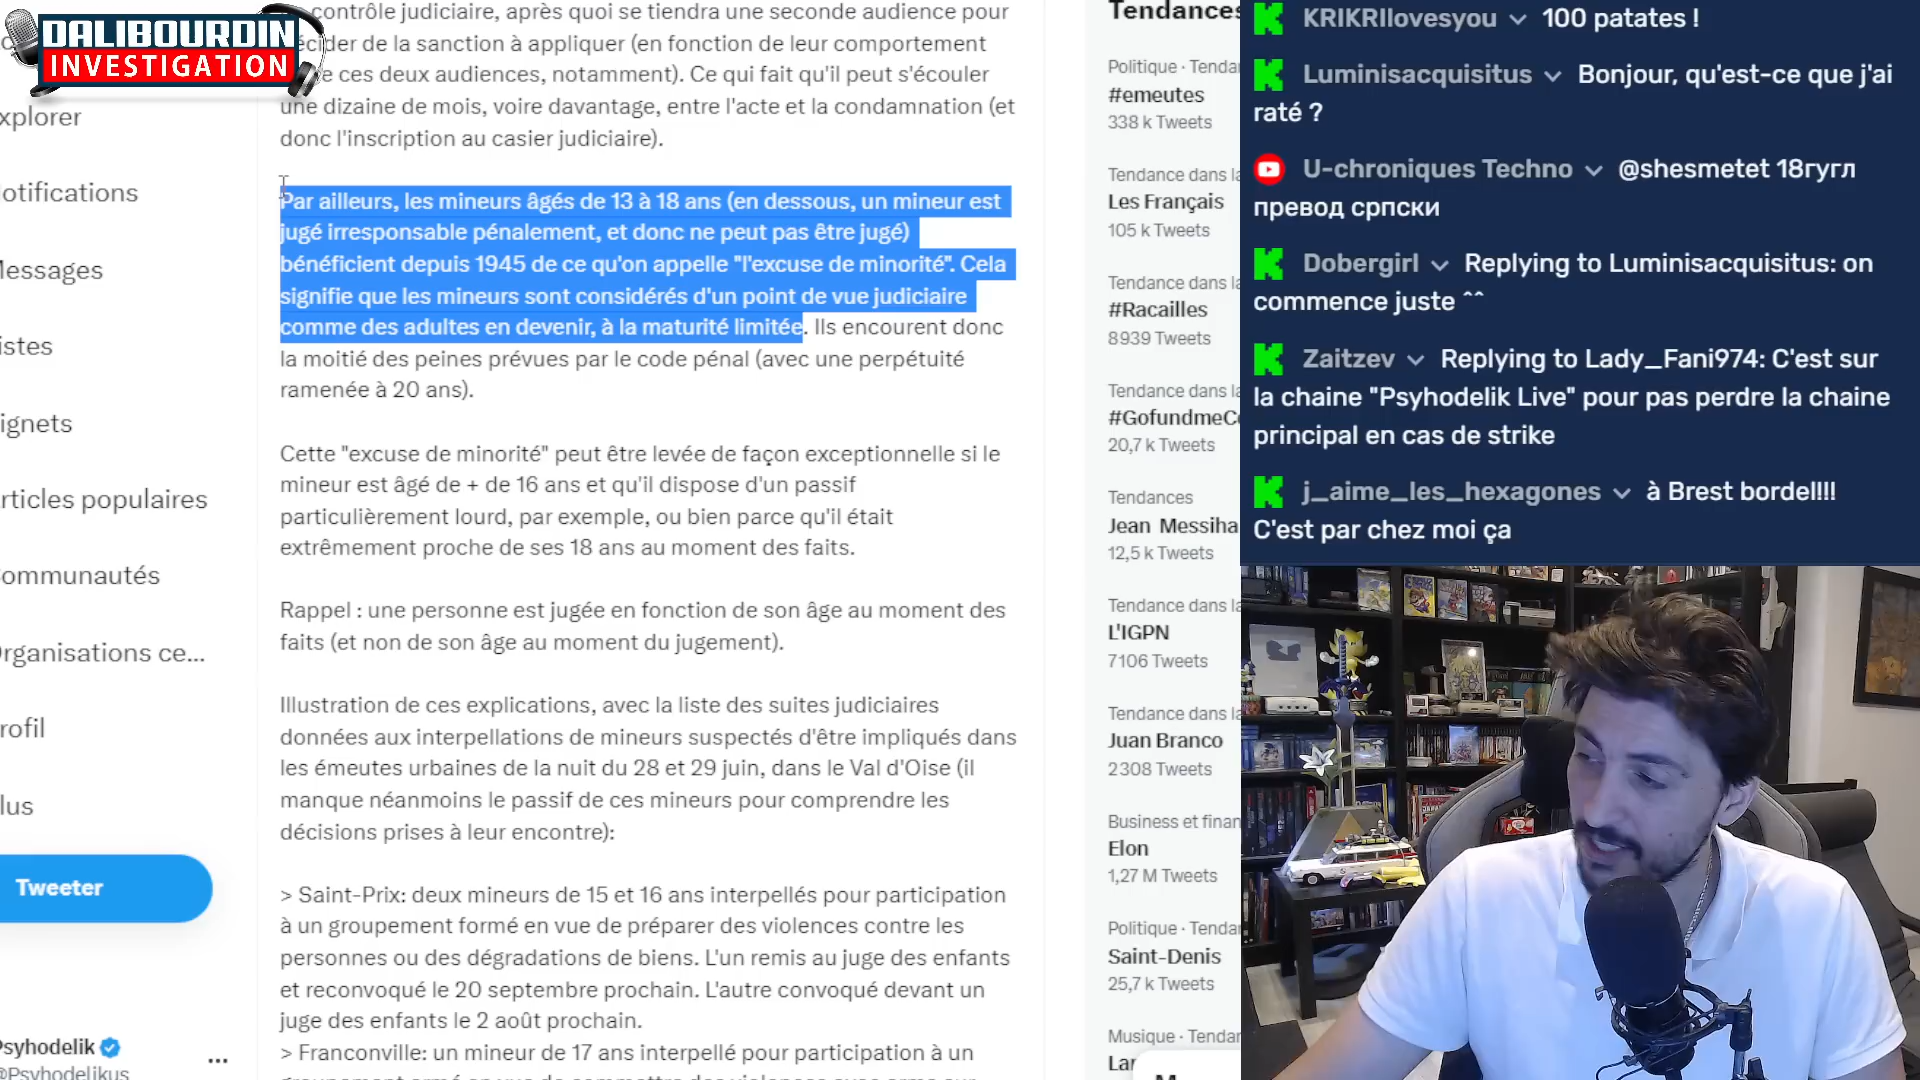 DALIBOURDIN
INVESTIGATION
contrôle judiciaire, après quoi se tiendra une seconde audience pour
écider de la sanction à appliquer (en fonction de leur comportement
ces deux audiences, notamment). Ce qui fait qu'il peut s'écouler
une dizaine de mois, voire davantage, entre l'acte et la condamnation (et
donc l'inscription au casier judiciaire).
Par ailleurs, les mineurs âgés de 13 à 18 ans (en dessous, un mineur est
jugé irresponsable pénalement, et donc ne peut pas être jugé)
bénéficient depuis 1945 de ce qu'on appelle "l'excuse de minorité". Cela
signifie que les mineurs sont considérés d'un point de vue judiciaire
comme des adultes en devenir, à la maturité limitée. Ils encourent donc
la moitié des peines prévues par le code pénal (avec une perpétuité
ramenée à 20 ans).
Cette "excuse de minorité" peut être levée de façon exceptionnelle si le
mineur est âgé de + de 16 ans et qu'il dispose d'un passif
particulièrement lourd, par exemple, ou bien parce qu'il était
extrêmement proche de ses 18 ans au moment des faits.
Rappel : une personne est jugée en fonction de son âge au moment des
faits (et non de son âge au moment du jugement).
Illustration de ces explications, avec la liste des suites judiciaires
données aux interpellations de mineurs suspectés d'être impliqués dans
les émeutes urbaines de la nuit du 28 et 29 juin, dans le Val d'Oise (il
manque néanmoins le passif de ces mineurs pour comprendre les
décisions prises à leur encontre):
> Saint-Prix: deux mineurs de 15 et 16 ans interpellés pour participation
à un groupement formé en vue de préparer des violences contre les
personnes ou des dégradations de biens. L'un remis au juge des enfants
et reconvoqué le 20 septembre prochain. L'autre convoqué devant un
juge des enfants le 2 août prochain.
> Franconville: un mineur de 17 ans interpellé pour participation à un
xplorer
otifications
essages
istes
ignets
rticles populaires
ommunautés
rganisations ce...
rofil
lus
Tweeter
syhodelik
@Psyhodelikus
...
Tendances
Politique · Tenda
#emeutes
338 k Tweets
Tendance dans la
Les Français
105 k Tweets
Tendance dans la
#Racailles
8 939 Tweets
Tendance dans la
#GofundmeC
20,7 k Tweets
Tendances
Jean Messiha
12,5 k Tweets
Tendance dans la
L'IGPN
7 106 Tweets
Tendance dans la
Juan Branco
2 308 Tweets
Business et finan
Elon
1,27 M Tweets
Politique · Tenda
Saint-Denis
25,7 k Tweets
Musique · Tendan
Lan
KRIKRIlovesyou 100 patates !
Luminisacquisitus Bonjour, qu'est-ce que j'ai
raté ?
U-chroniques Techno @shesmetet 18гугл
превод српски
Dobergirl Replying to Luminisacquisitus: on
commence juste ^^
Zaitzev Replying to Lady_Fani974: C'est sur
la chaine "Psyhodelik Live" pour pas perdre la chaine
principal en cas de strike
j_aime_les_hexagones à Brest bordel!!!
C'est par chez moi ça